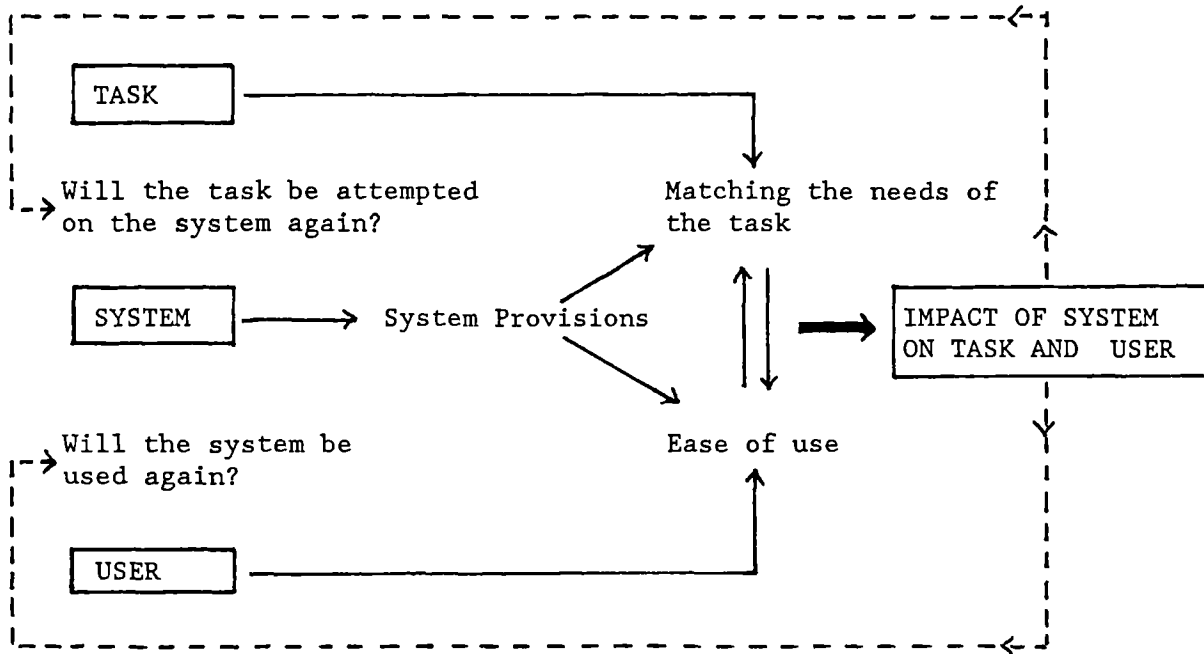 TASK
Will the task be attempted
on the system again?
Matching the needs of
the task
SYSTEM
System Provisions
IMPACT OF SYSTEM
ON TASK AND USER
Will the system be
used again?
Ease of use
USER